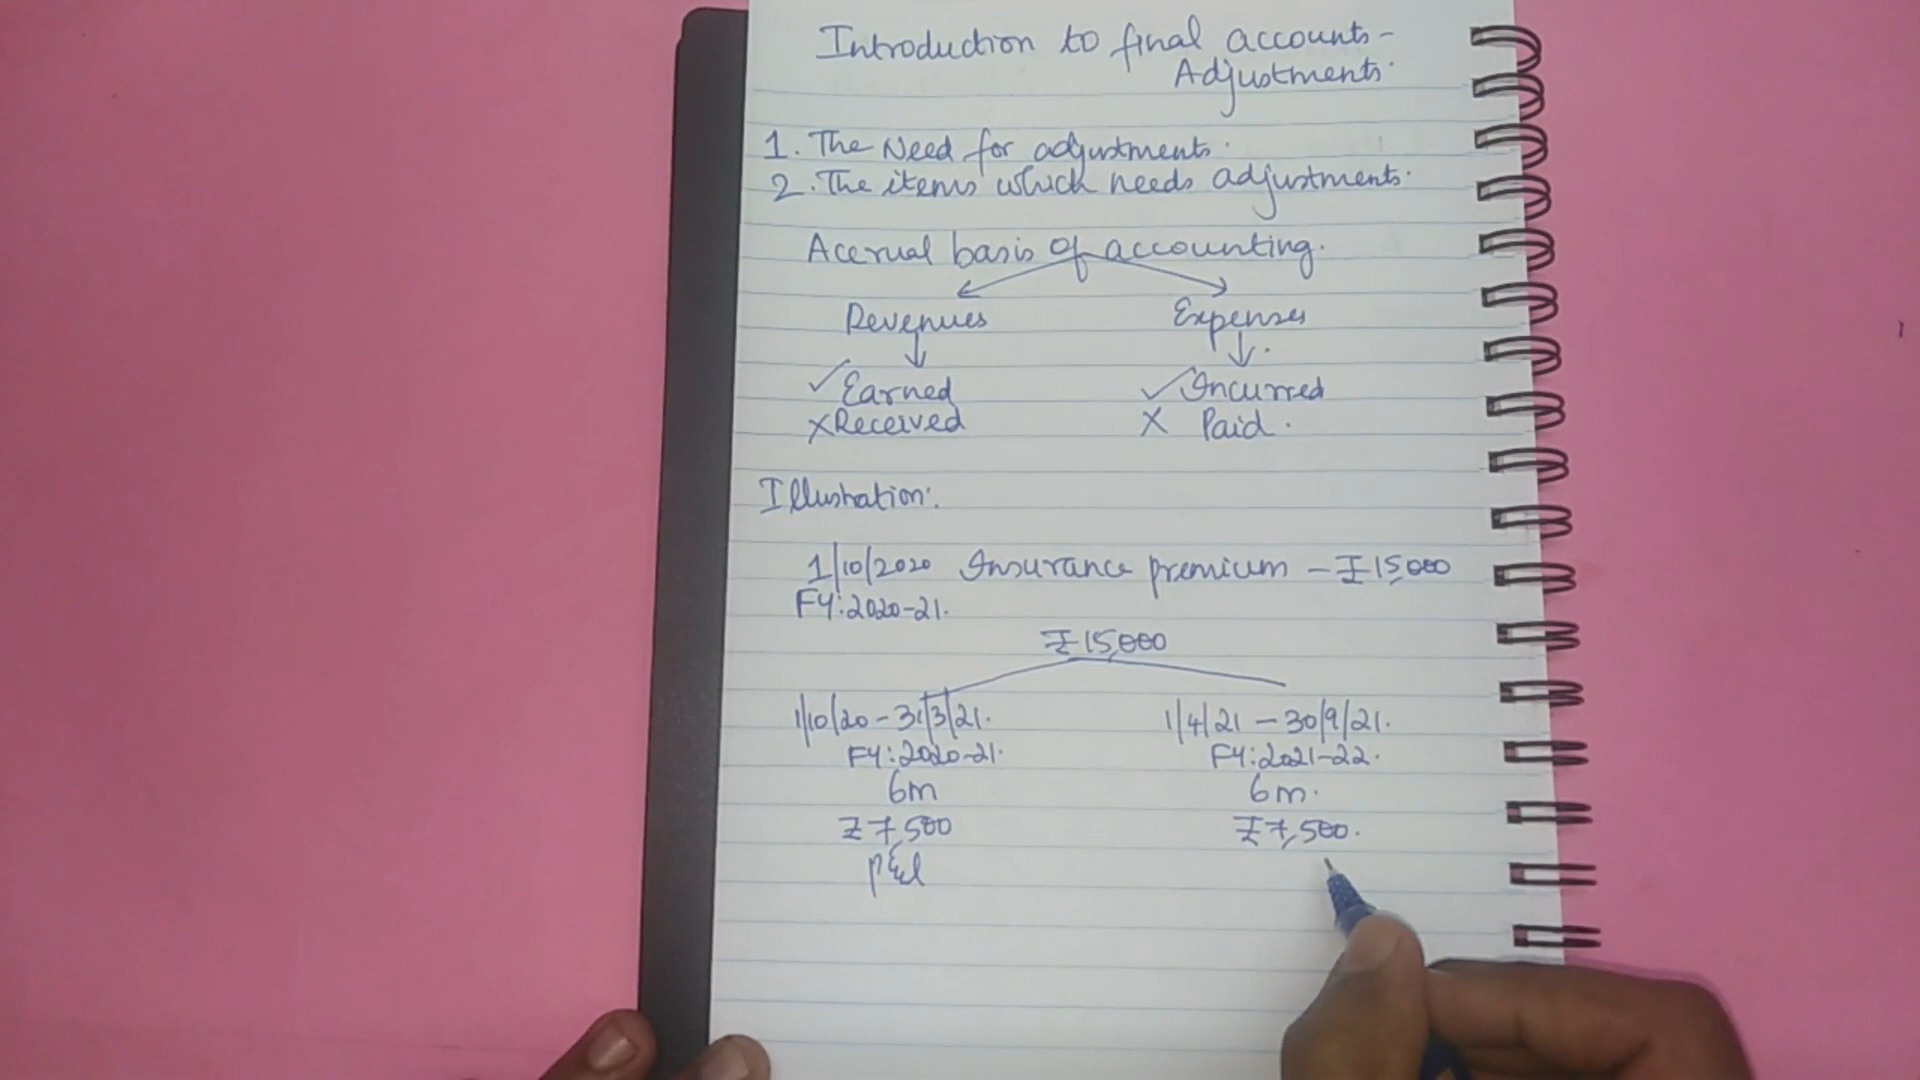 Introduction to final accounts-
Adjustments.
1. The Need for adjustments.
2. The items which needs adjustments.
Accrual basis of accounting.
Revenues Expenses
✓ Earned ✓ Incurred
X Received X Paid.
Illustration:
1/10/2020 Insurance premium - ₹15,000
FY: 2020-21.
₹15,000
1/10/20 - 31/3/21. 1/4/21 - 30/9/21.
FY: 2020-21. FY: 2021-22.
6m 6m.
₹7,500 ₹7,500.
P&L